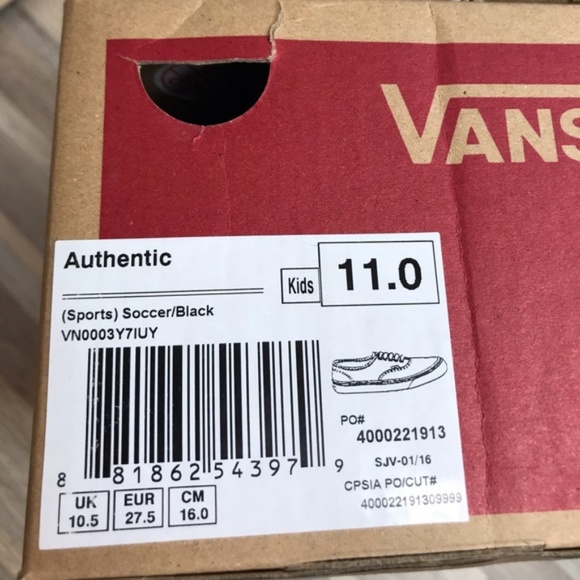 VANS
Authentic
Kids 11.0
(Sports) Soccer/Black
VN0003Y7IUY
8 81862 54397 9
PO#
4000221913
SJV-01/16
CPSIA PO/CUT#
400022191309999
UK EUR CM
10.5 27.5 16.0